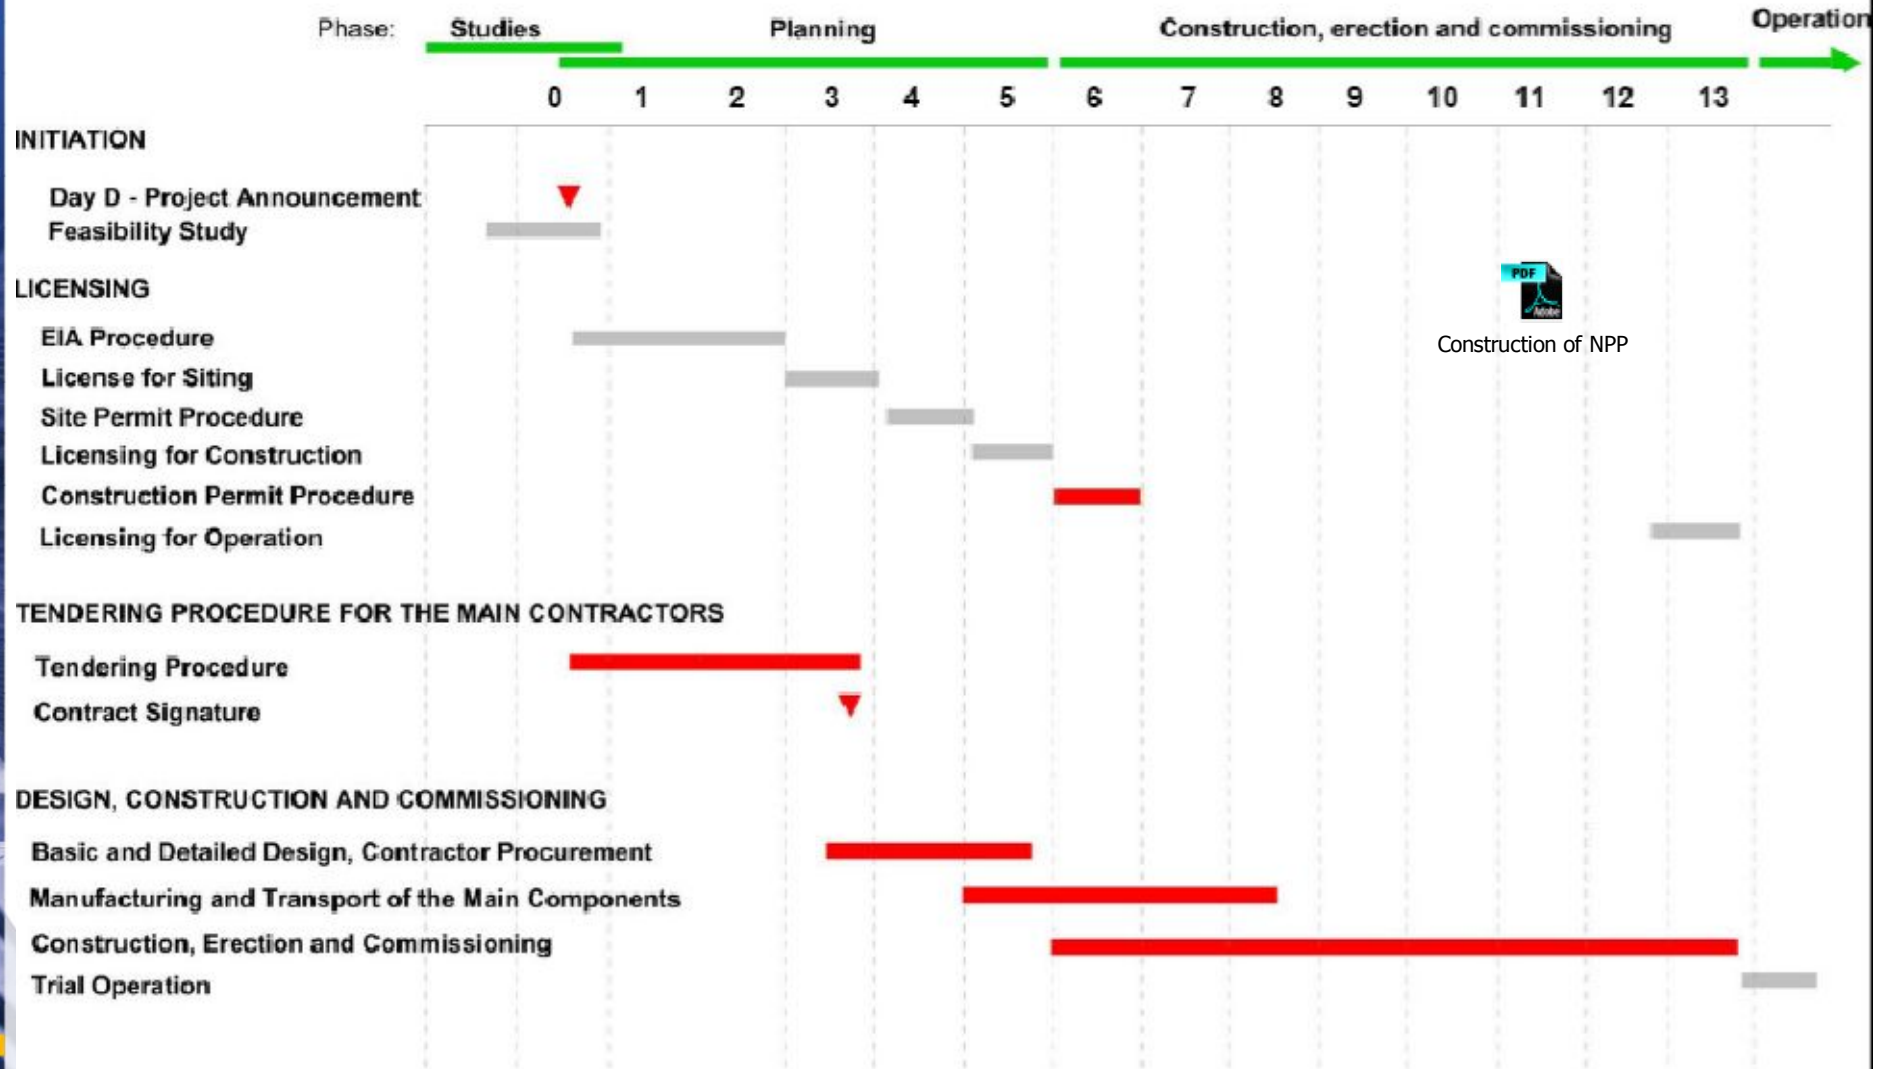 Phase: Studies Planning Construction, erection and commissioning Operation
0 1 2 3 4 5 6 7 8 9 10 11 12 13
INITIATION
Day D - Project Announcement
Feasibility Study
LICENSING
PDF
Adobe
Construction of NPP
EIA Procedure
License for Siting
Site Permit Procedure
Licensing for Construction
Construction Permit Procedure
Licensing for Operation
TENDERING PROCEDURE FOR THE MAIN CONTRACTORS
Tendering Procedure
Contract Signature
DESIGN, CONSTRUCTION AND COMMISSIONING
Basic and Detailed Design, Contractor Procurement
Manufacturing and Transport of the Main Components
Construction, Erection and Commissioning
Trial Operation